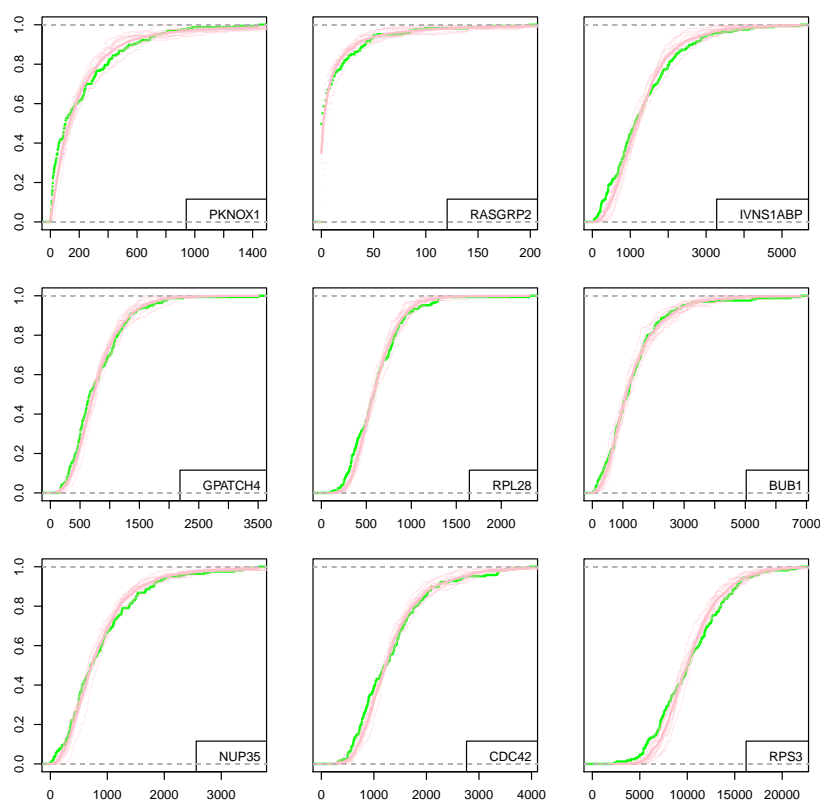 0.0 0.2 0.4 0.6 0.8 1.0
200 600 1000 1400
0
PKNOX1
0 50 100 150 200
RASGRP2
0 1000 3000 5000
IVNS1ABP
0.0 0.2 0.4 0.6 0.8 1.0
0 500 1500 2500 3500
GPATCH4
0 500 1000 1500 2000
RPL28
0 1000 3000 5000 7000
BUB1
0.0 0.2 0.4 0.6 0.8 1.0
0 1000 2000 3000
NUP35
0 1000 2000 3000 4000
CDC42
0 5000 10000 15000 20000
RPS3